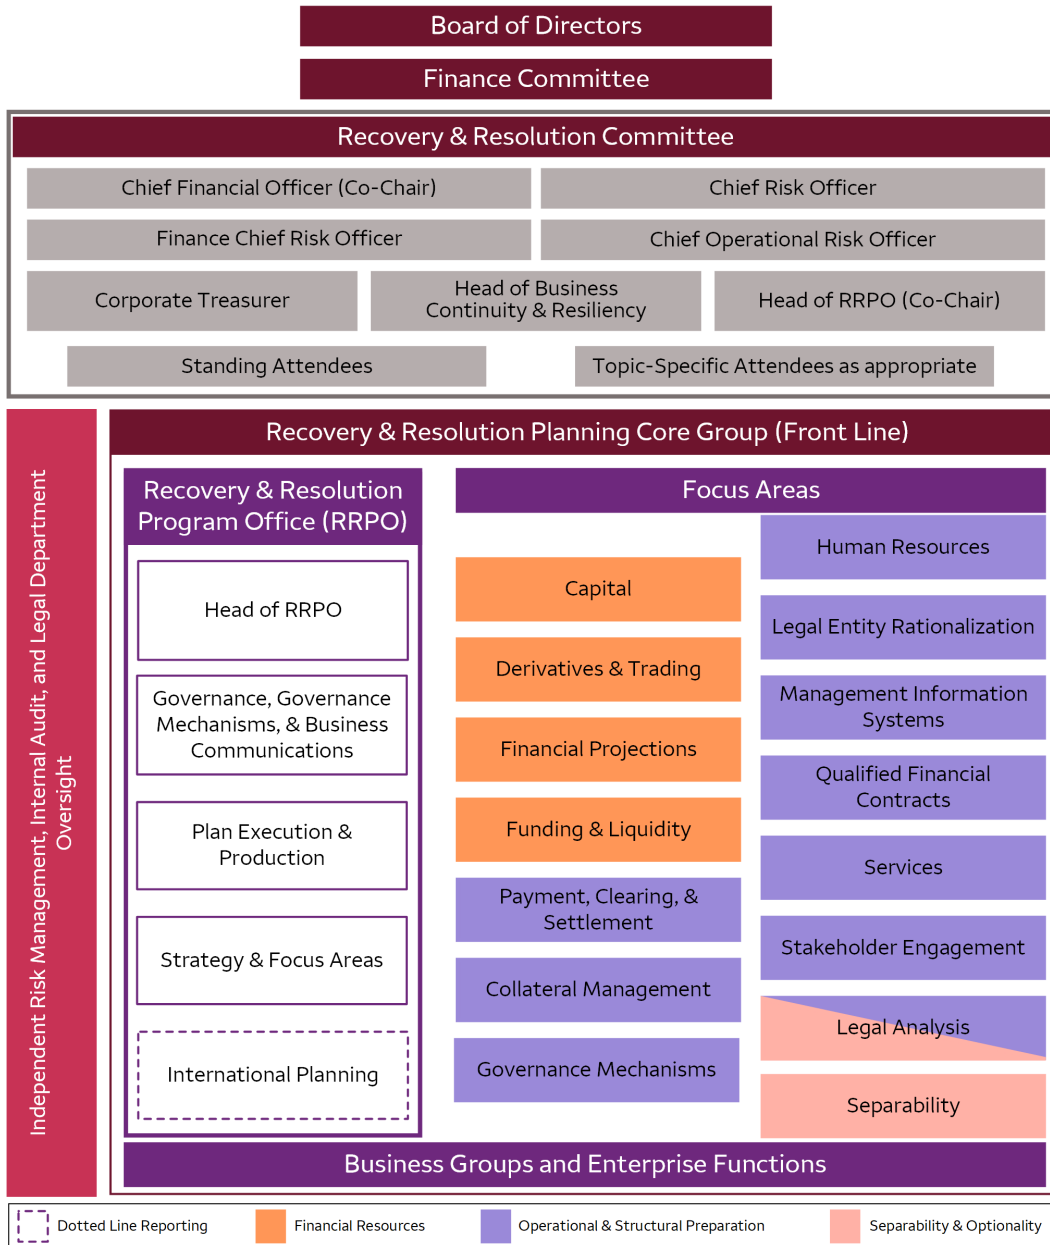 Board of Directors
Finance Committee
Recovery & Resolution Committee
Chief Financial Officer (Co-Chair)
Chief Risk Officer
Finance Chief Risk Officer
Chief Operational Risk Officer
Corporate Treasurer
Head of Business
Continuity & Resiliency
Head of RRPO (Co-Chair)
Standing Attendees
Topic-Specific Attendees as appropriate
Independent Risk Management, Internal Audit, and Legal Department
Oversight
Recovery & Resolution Planning Core Group (Front Line)
Recovery & Resolution
Program Office (RRPO)
Head of RRPO
Governance, Governance
Mechanisms, & Business
Communications
Plan Execution &
Production
Strategy & Focus Areas
International Planning
Focus Areas
Capital
Derivatives & Trading
Financial Projections
Funding & Liquidity
Payment, Clearing, &
Settlement
Collateral Management
Governance Mechanisms
Human Resources
Legal Entity Rationalization
Management Information
Systems
Qualified Financial
Contracts
Services
Stakeholder Engagement
Legal Analysis
Separability
Business Groups and Enterprise Functions
Dotted Line Reporting
Financial Resources
Operational & Structural Preparation
Separability & Optionality